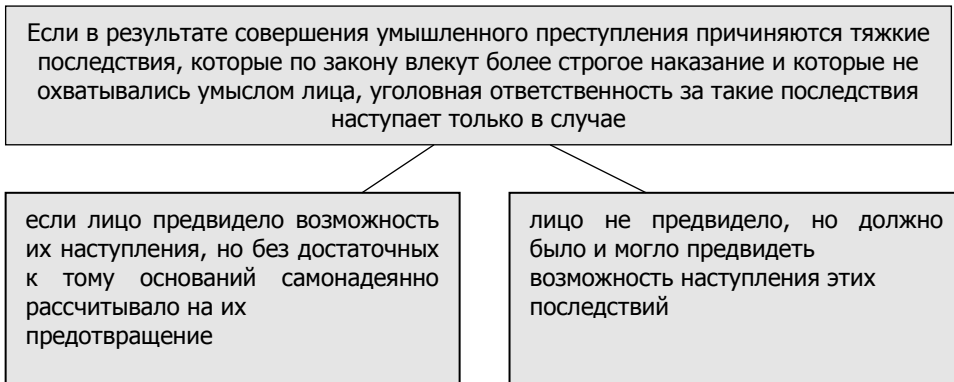 Если в результате совершения умышленного преступления причиняются тяжкие
последствия, которые по закону влекут более строгое наказание и которые не
охватывались умыслом лица, уголовная ответственность за такие последствия
наступает только в случае
если лицо предвидело возможность
их наступления, но без достаточных
к тому оснований самонадеянно
рассчитывало на их
предотвращение
лицо не предвидело, но должно
было и могло предвидеть
возможность наступления этих
последствий